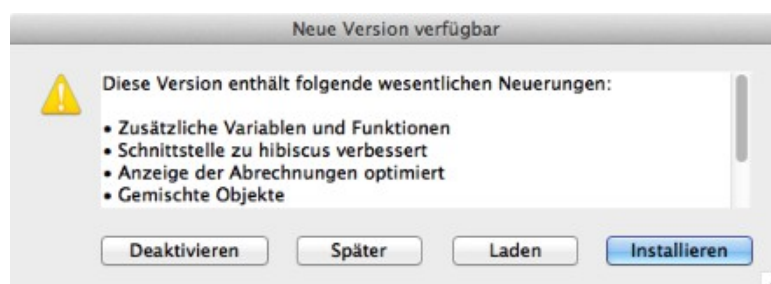 Neue Version verfügbar
Diese Version enthält folgende wesentlichen Neuerungen:
• Zusätzliche Variablen und Funktionen
• Schnittstelle zu hibiscus verbessert
• Anzeige der Abrechnungen optimiert
• Gemischte Objekte
Deaktivieren Später Laden Installieren